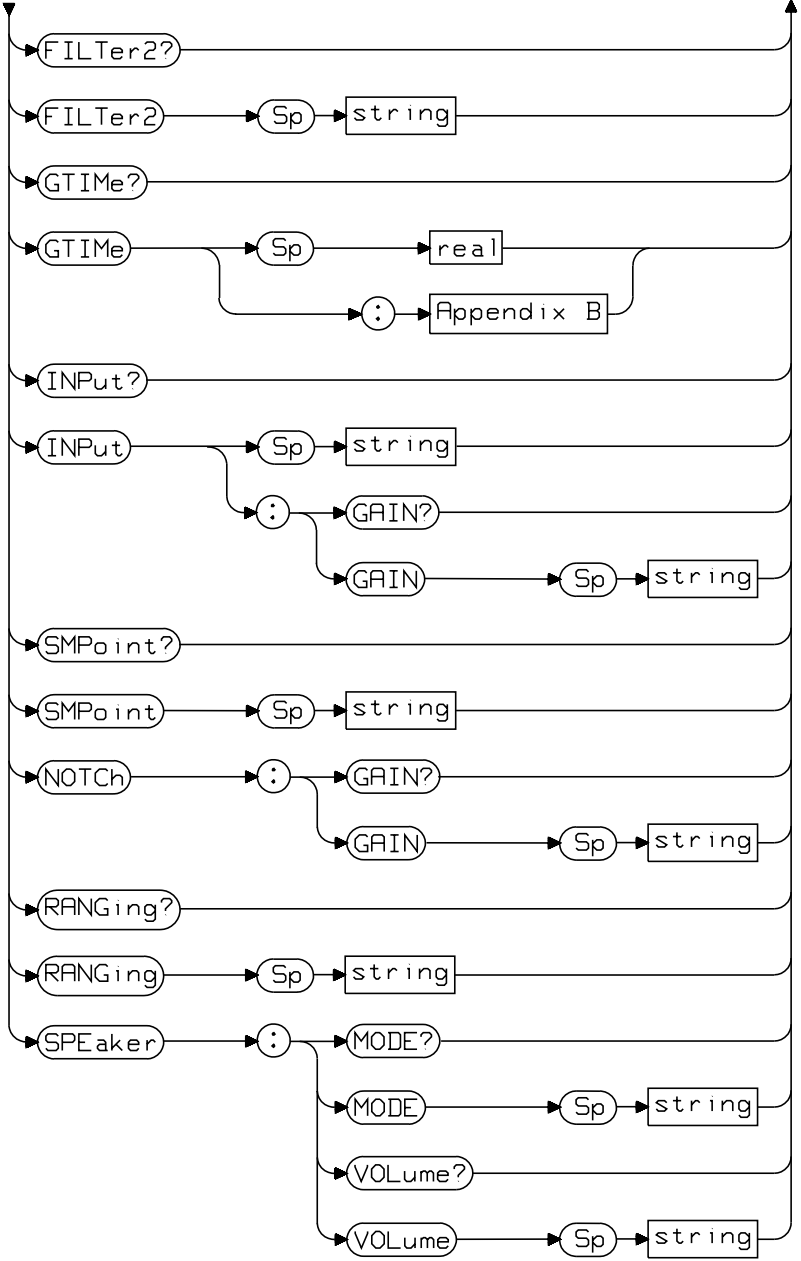 FILTer2?
FILTer2 Sp string
GTIMe?
GTIMe Sp real
: Appendix B
INPut?
INPut Sp string
: GAIN?
GAIN Sp string
SMPoint?
SMPoint Sp string
NOTCh : GAIN?
GAIN Sp string
RANGing?
RANGing Sp string
SPEaker : MODE?
MODE Sp string
VOLume?
VOLume Sp string